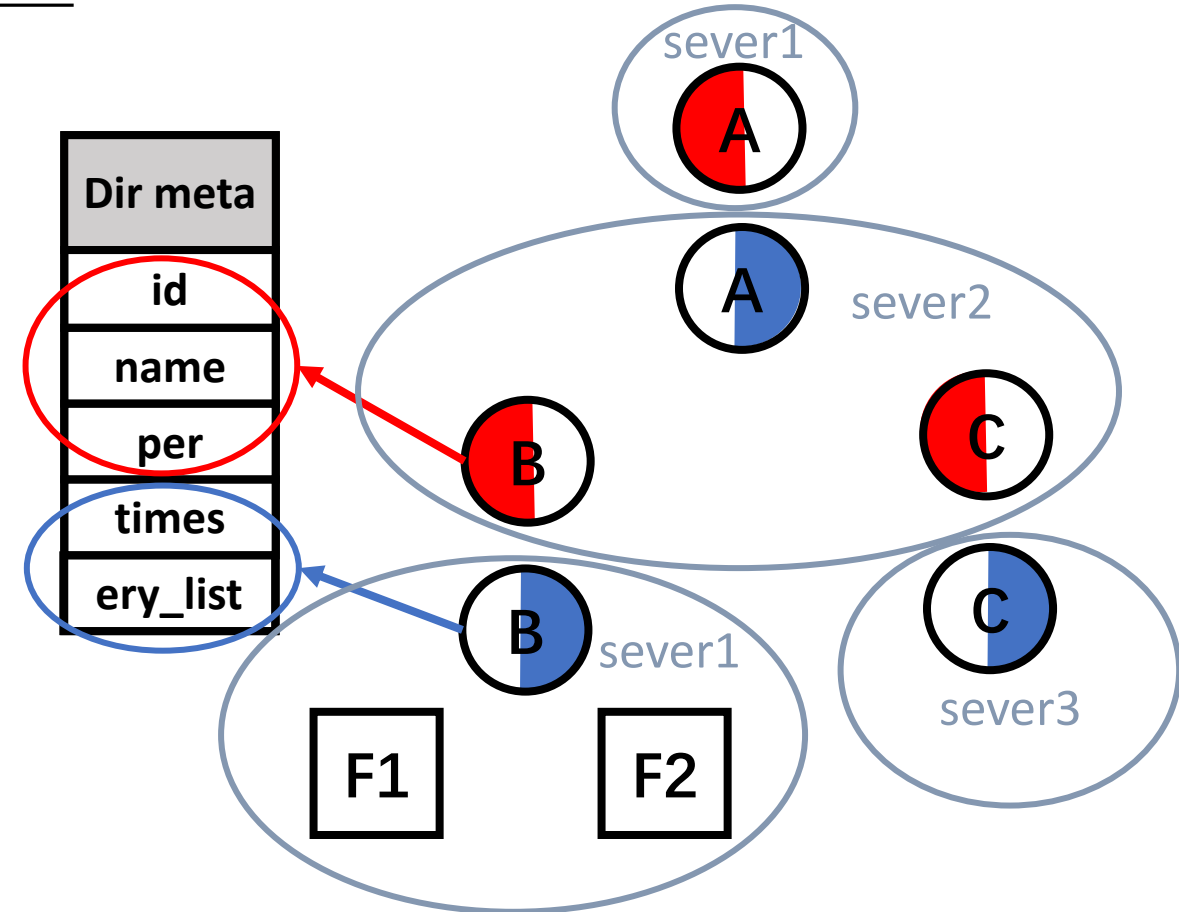 sever1
A
Dir meta
id
name
per
times
ery_list
A
sever2
B
C
B
sever1
F1
F2
C
sever3